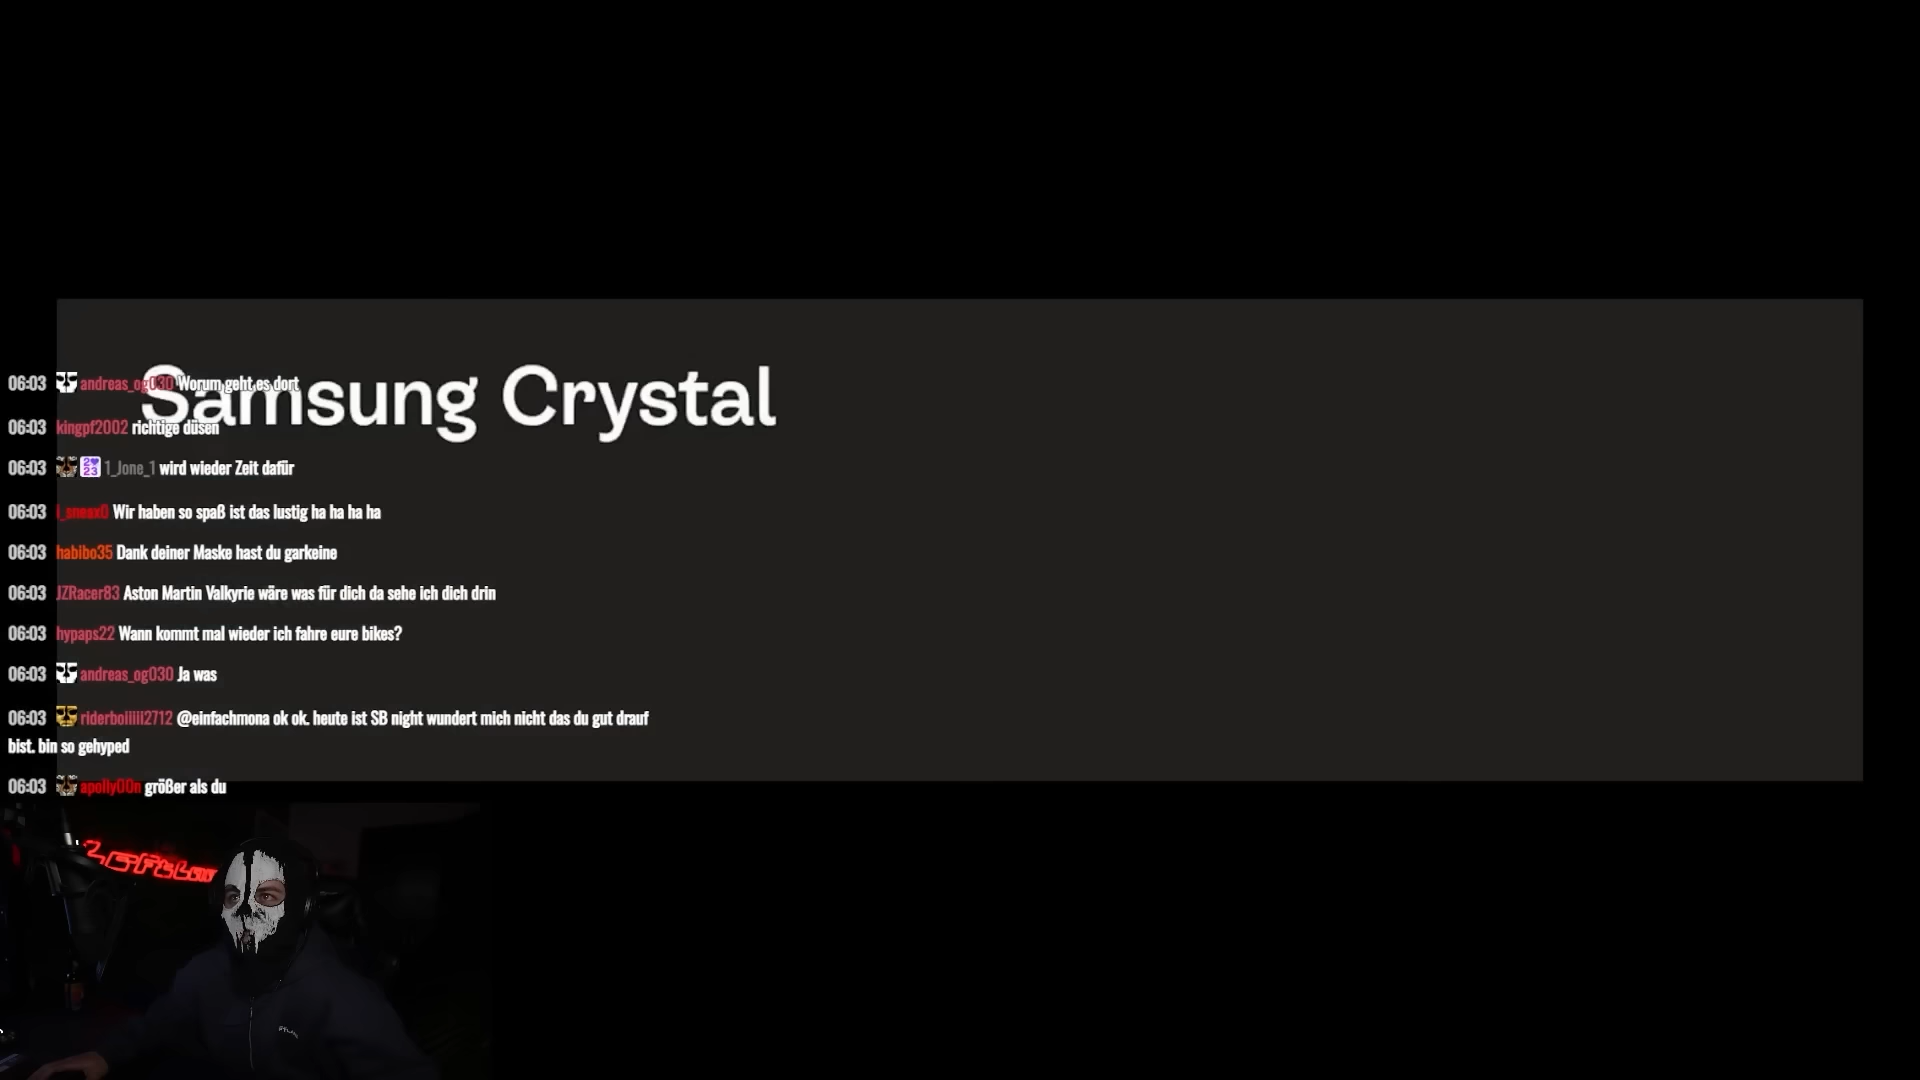 Samsung Crystal
06:03 andreas_og030 Worum geht es dort
06:03 kingpf2002 richtige düsen
06:03 1_Jone_1 wird wieder Zeit dafür
06:03 i_sneax0 Wir haben so spaß ist das lustig ha ha ha ha
06:03 habibo35 Dank deiner Maske hast du garkeine
06:03 JZRacer83 Aston Martin Valkyrie wäre was für dich da sehe ich dich drin
06:03 hypaps22 Wann kommt mal wieder ich fahre eure bikes?
06:03 andreas_og030 Ja was
06:03 riderboiiiii2712 @einfachmona ok ok. heute ist SB night wundert mich nicht das du gut drauf
bist. bin so gehyped
06:03 apolly00n größer als du